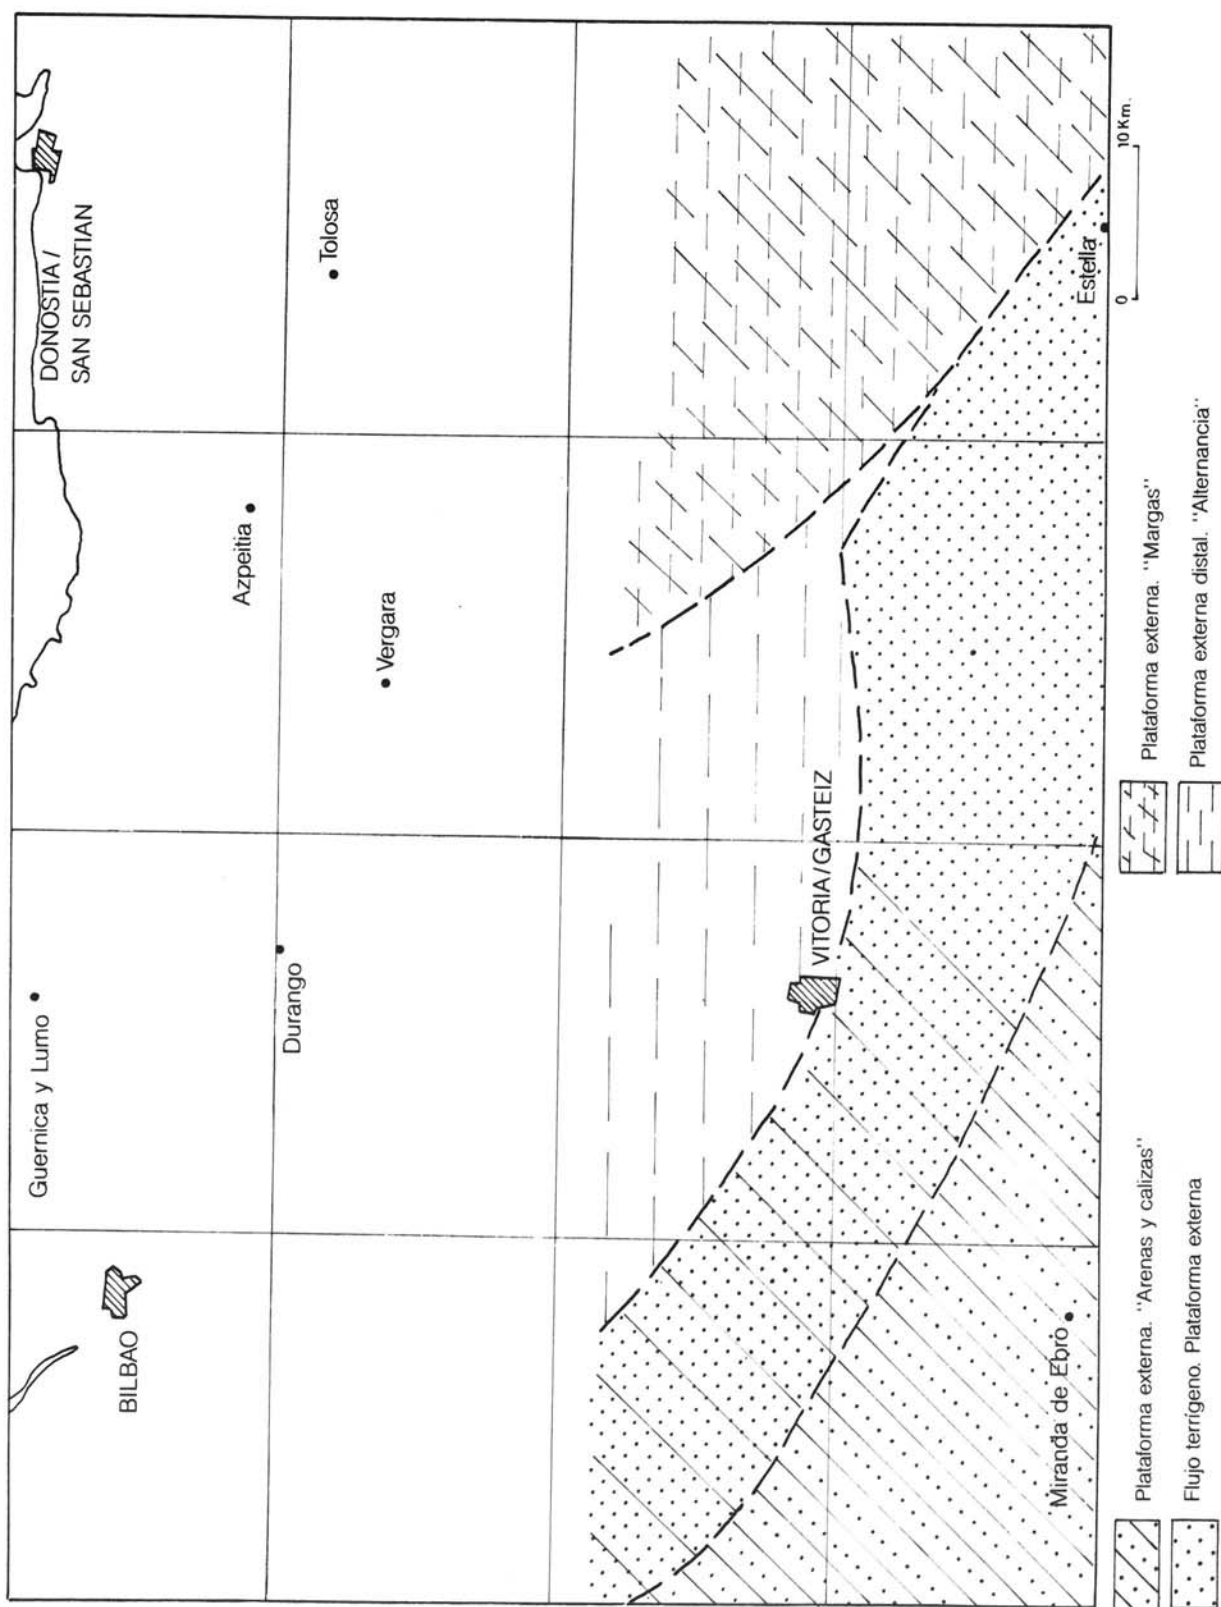 DONOSTIA /
SAN SEBASTIAN
Guernica y Lumo
BILBAO
Azpeitia
Tolosa
Durango
Vergara
VITORIA/GASTEIZ
Miranda de Ebro
Estella
0 10 Km.
Plataforma externa. "Arenas y calizas"
Flujo terrígeno. Plataforma externa
Plataforma externa. "Margas"
Plataforma externa distal. "Alternancia"